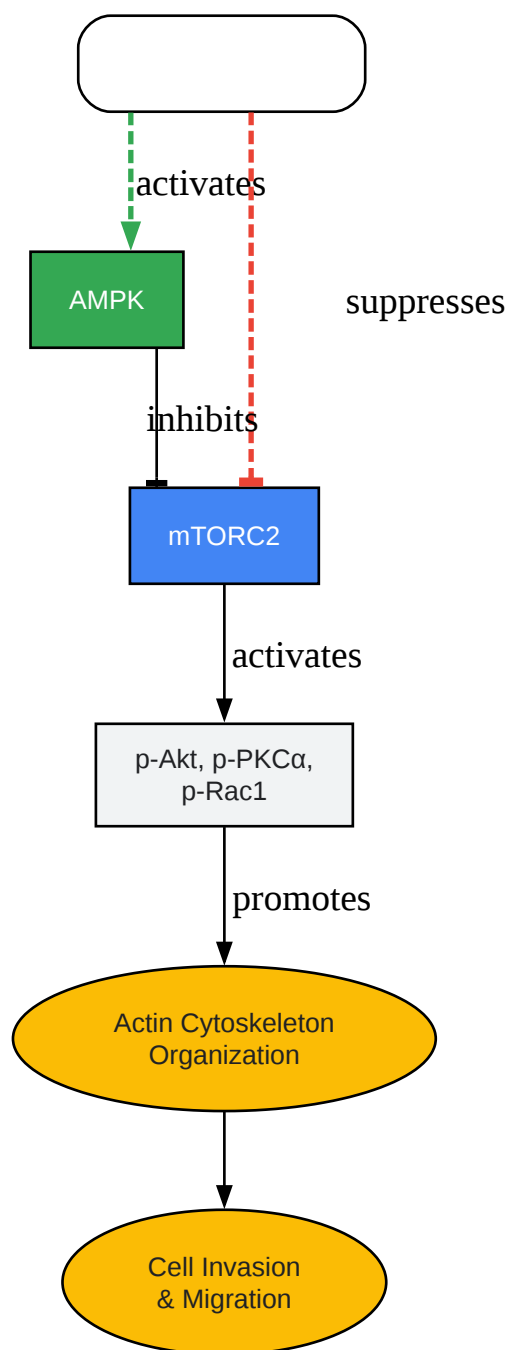 activates
AMPK
suppresses
inhibits
mTORC2
activates
p-Akt, p-PKCα,
p-Rac1
promotes
Actin Cytoskeleton
Organization
Cell Invasion
& Migration